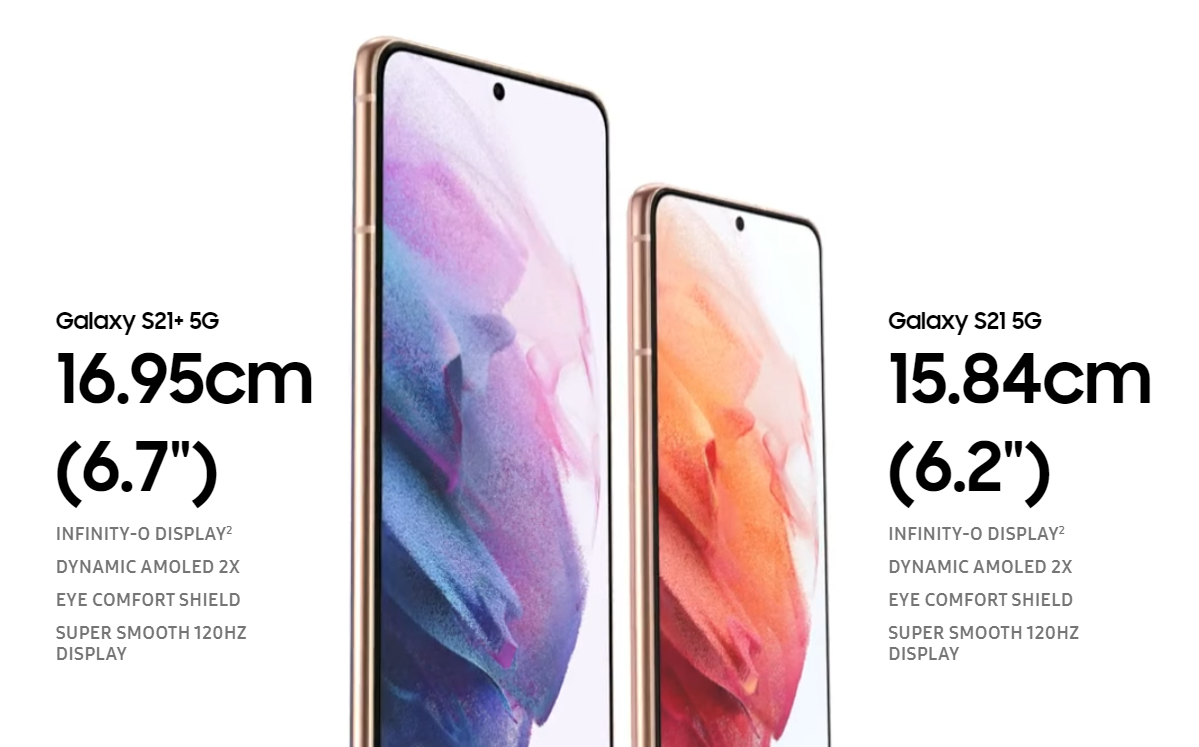 Galaxy S21+ 5G
16.95cm
(6.7")
INFINITY-O DISPLAY²
DYNAMIC AMOLED 2X
EYE COMFORT SHIELD
SUPER SMOOTH 120HZ
DISPLAY
Galaxy S21 5G
15.84cm
(6.2")
INFINITY-O DISPLAY²
DYNAMIC AMOLED 2X
EYE COMFORT SHIELD
SUPER SMOOTH 120HZ
DISPLAY